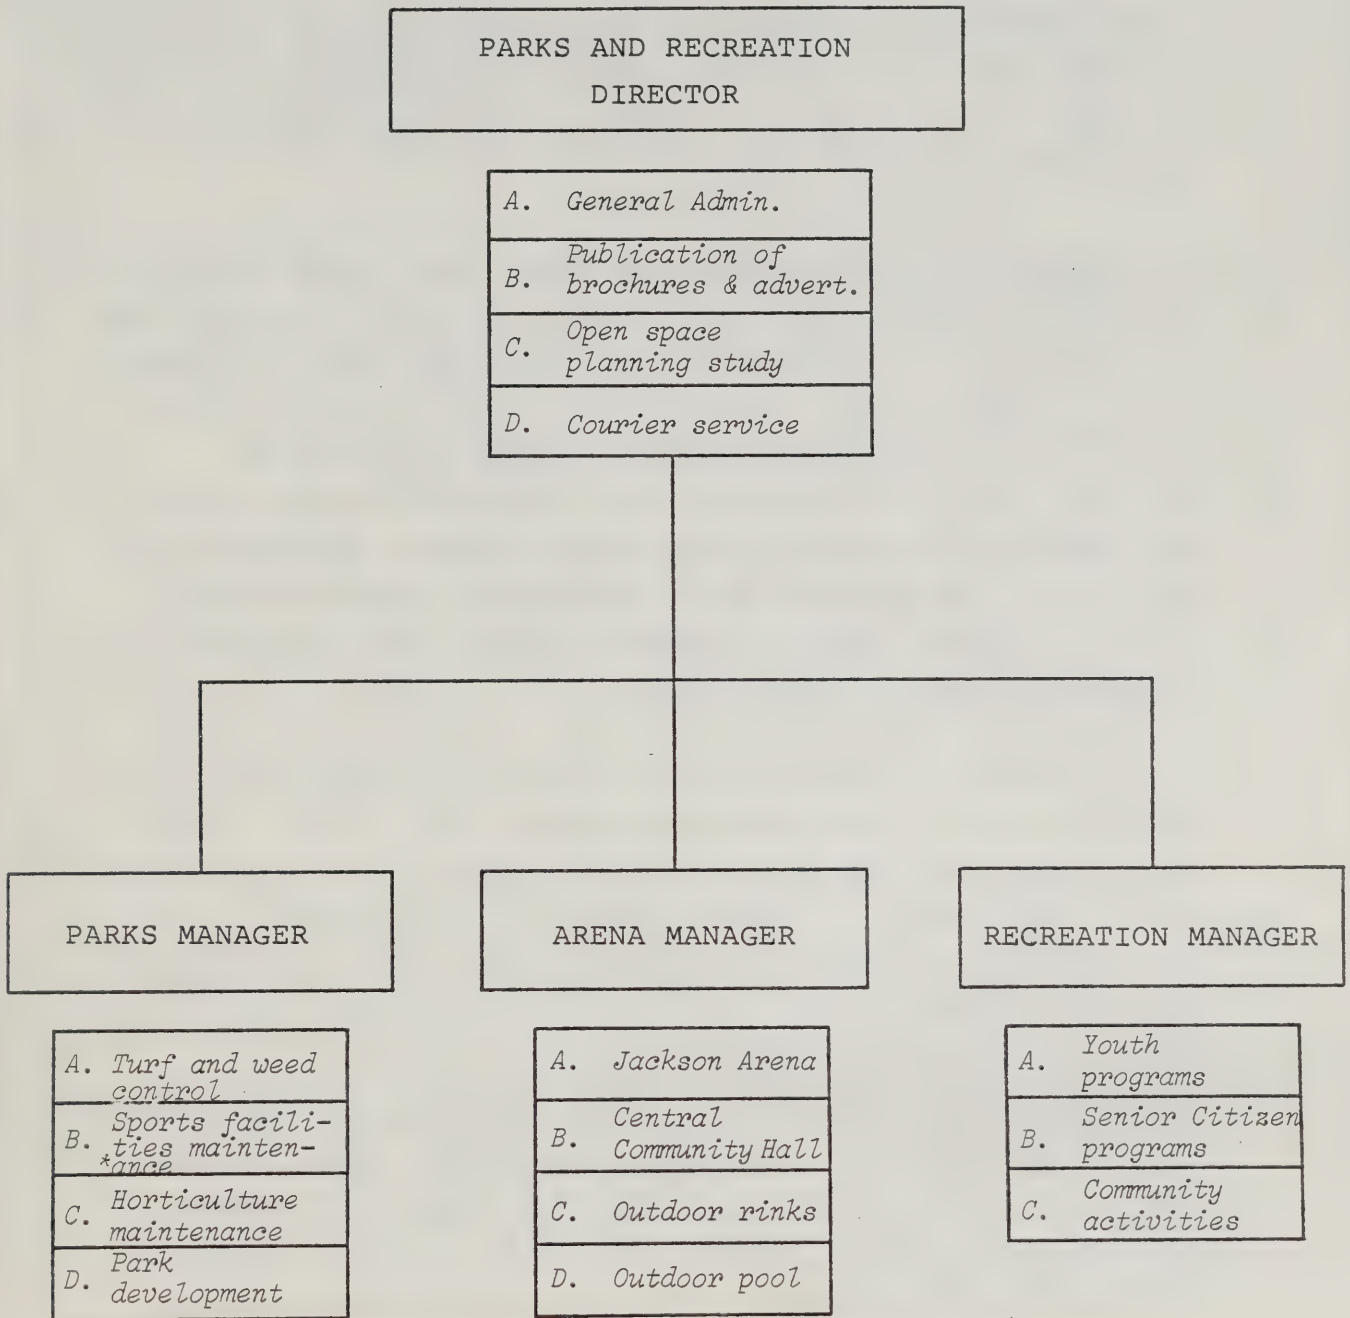 PARKS AND RECREATION
DIRECTOR
A. General Admin.
B. Publication of
brochures & advert.
C. Open space
planning study
D. Courier service
PARKS MANAGER
A. Turf and weed
control
B. Sports facili-
ties mainten-
*ance
C. Horticulture
maintenance
D. Park
development
ARENA MANAGER
A. Jackson Arena
B. Central
Community Hall
C. Outdoor rinks
D. Outdoor pool
RECREATION MANAGER
A. Youth
programs
B. Senior Citizen
programs
C. Community
activities